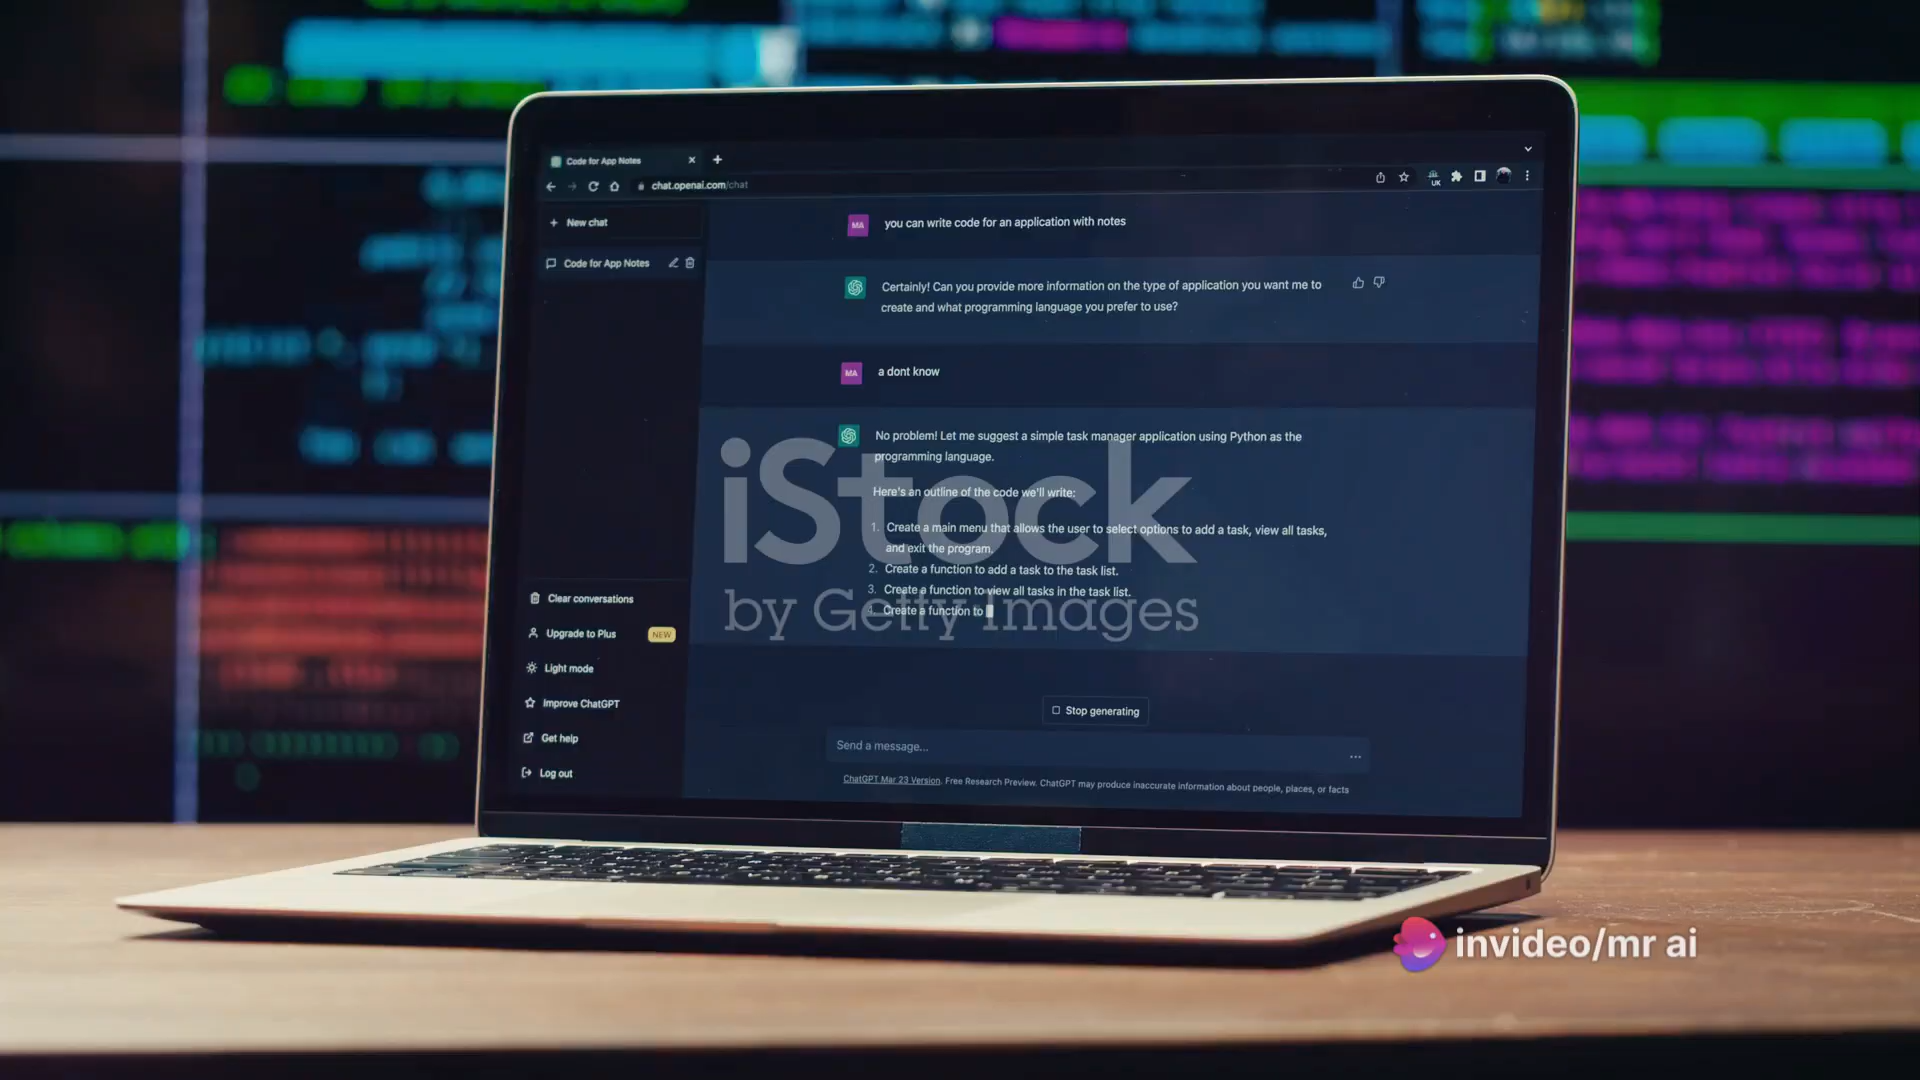 Code for App Notes
chat.openai.com/chat
UK
New chat
Code for App Notes
MA
you can write code for an application with notes
Certainly! Can you provide more information on the type of application you want me to
create and what programming language you prefer to use?
MA
a dont know
No problem! Let me suggest a simple task manager application using Python as the
programming language.
Here's an outline of the code we'll write:
1. Create a main menu that allows the user to select options to add a task, view all tasks,
and exit the program.
2. Create a function to add a task to the task list.
3. Create a function to view all tasks in the task list.
4. Create a function to
iStock
by Getty Images
Clear conversations
Upgrade to Plus NEW
Light mode
Improve ChatGPT
Get help
Log out
Stop generating
Send a message...
ChatGPT Mar 23 Version. Free Research Preview. ChatGPT may produce inaccurate information about people, places, or facts
invideo/mr ai